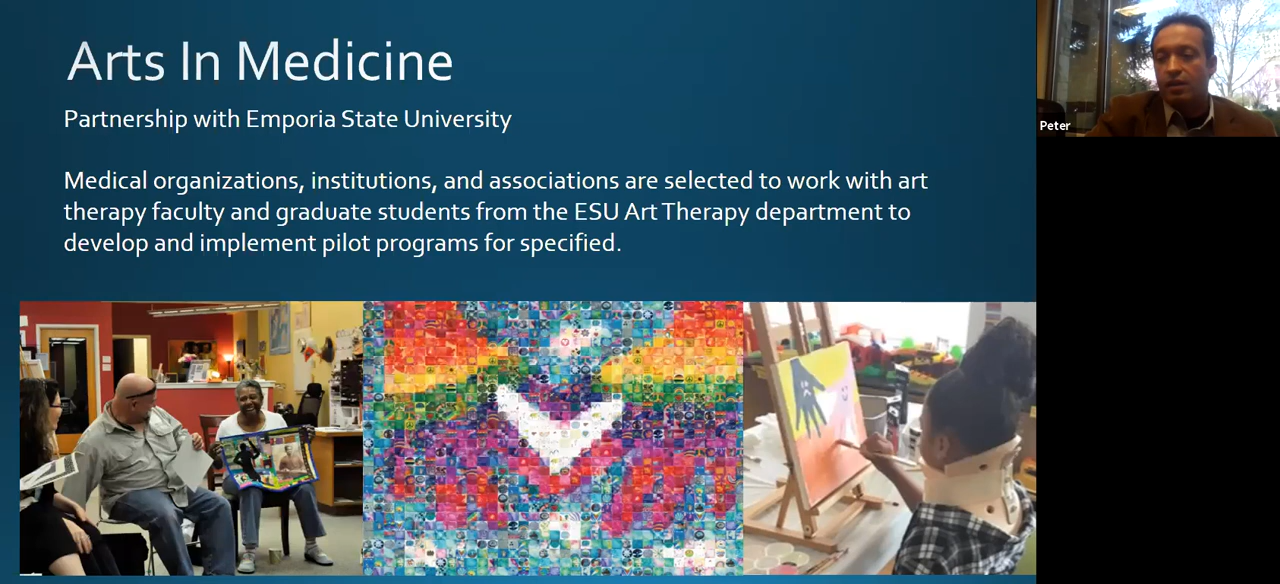 Arts In Medicine
Partnership with Emporia State University
Medical organizations, institutions, and associations are selected to work with art
therapy faculty and graduate students from the ESU Art Therapy department to
develop and implement pilot programs for specified.
Peter